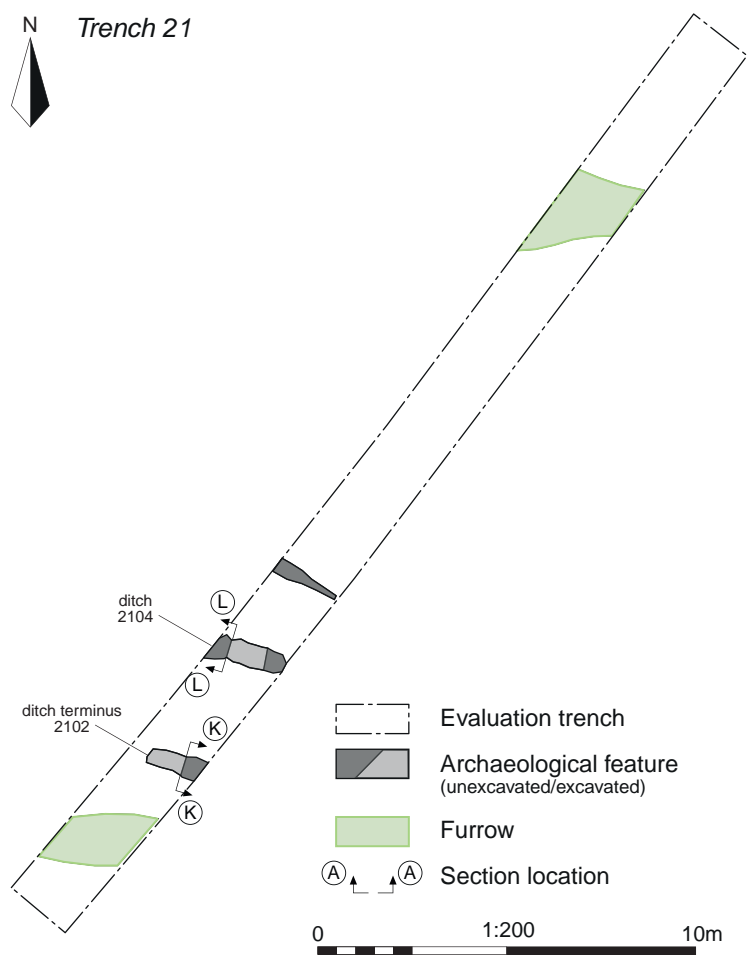 N
Trench 21
ditch
2104
L
L
ditch terminus
2102
K
K
Evaluation trench
Archaeological feature
(unexcavated/excavated)
Furrow
A A Section location
0 1:200 10m